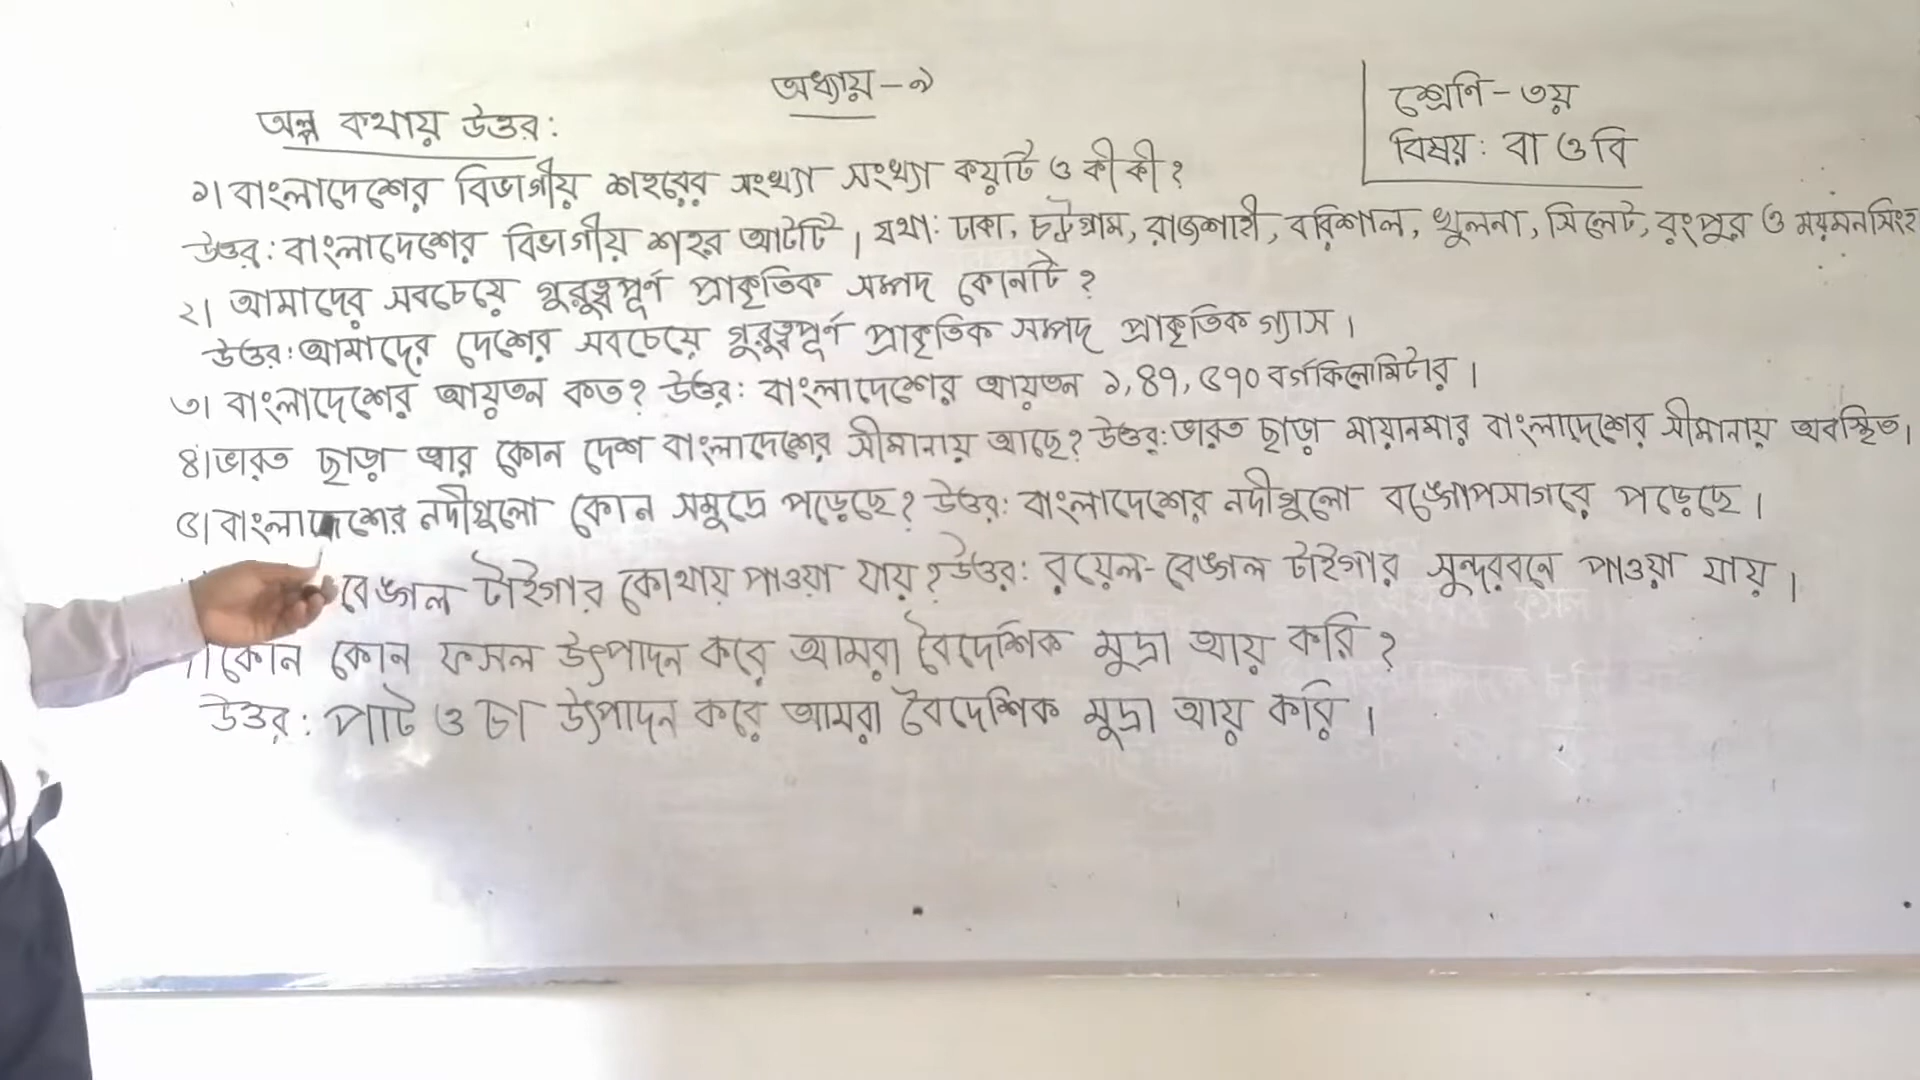 অধ্যায়-৯
শ্রেণি-৩য়
বিষয়: বা ও বি
অল্প কথায় উত্তর:
১। বাংলাদেশের বিভাগীয় শহরের সংখ্যা সংখ্যা কয়টি ও কী কী?
উত্তর: বাংলাদেশের বিভাগীয় শহর আটটি। যথা: ঢাকা, চট্টগ্রাম, রাজশাহী, বরিশাল, খুলনা, সিলেট, রংপুর ও ময়মনসিংহ
২। আমাদের সবচেয়ে গুরুত্বপূর্ণ প্রাকৃতিক সম্পদ কোনটি?
উত্তর: আমাদের দেশের সবচেয়ে গুরুত্বপূর্ণ প্রাকৃতিক সম্পদ প্রাকৃতিক গ্যাস।
৩। বাংলাদেশের আয়তন কত? উত্তর: বাংলাদেশের আয়তন ১,৪৭,৫৭০ বর্গকিলোমিটার।
৪। ভারত ছাড়া আর কোন দেশ বাংলাদেশের সীমানায় আছে? উত্তর: ভারত ছাড়া মায়ানমার বাংলাদেশের সীমানায় অবস্থিত।
৫। বাংলাদেশের নদীগুলো কোন সমুদ্রে পড়েছে? উত্তর: বাংলাদেশের নদীগুলো বঙ্গোপসাগরে পড়েছে।
বেঙ্গল টাইগার কোথায় পাওয়া যায়? উত্তর: রয়েল-বেঙ্গল টাইগার সুন্দরবনে পাওয়া যায়।
কোন কোন ফসল উৎপাদন করে আমরা বৈদেশিক মুদ্রা আয় করি?
উত্তর: পাট ও চা উৎপাদন করে আমরা বৈদেশিক মুদ্রা আয় করি।